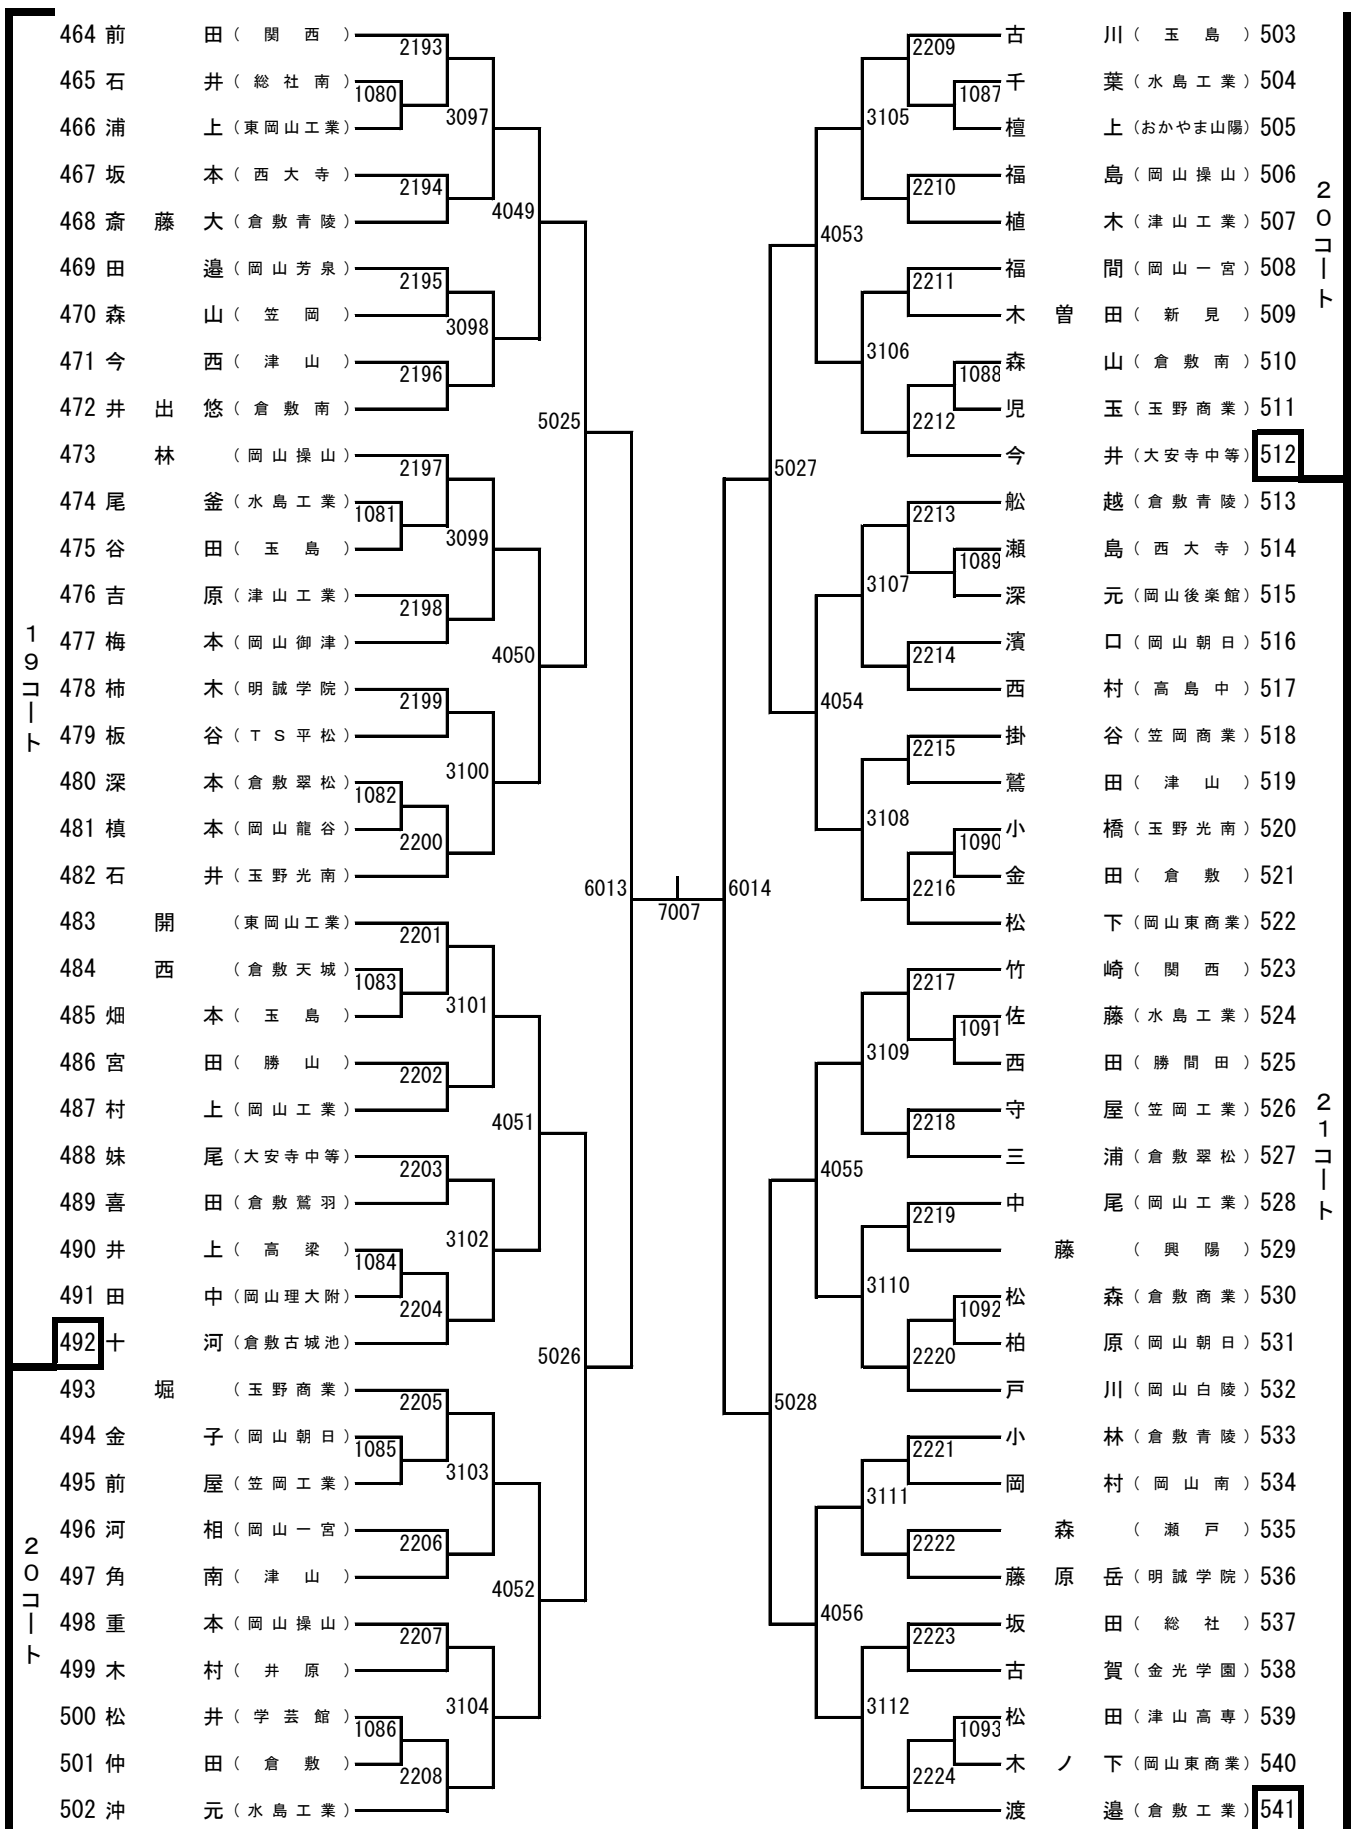 464 前田（関西）
465 石井（総社南）
466 浦上（東岡山工業）
467 坂本（西大寺）
468 斎藤大（倉敷青陵）
469 田邉（岡山芳泉）
470 森山（笠岡）
471 今西（津山）
472 井出悠（倉敷南）
473 林（岡山操山）
474 尾釜（水島工業）
475 谷田（玉島）
476 吉原（津山工業）
477 梅本（岡山御津）
478 柿木（明誠学院）
479 板谷（ＴＳ平松）
480 深本（倉敷翠松）
481 槙本（岡山龍谷）
482 石井（玉野光南）
483 開（東岡山工業）
484 西（倉敷天城）
485 畑本（玉島）
486 宮田（勝山）
487 村上（岡山工業）
488 妹尾（大安寺中等）
489 喜田（倉敷鷲羽）
490 井上（高梁）
491 田中（岡山理大附）
492 十河（倉敷古城池）
493 堀（玉野商業）
494 金子（岡山朝日）
495 前屋（笠岡工業）
496 河相（岡山一宮）
497 角南（津山）
498 重本（岡山操山）
499 木村（井原）
500 松井（学芸館）
501 仲田（倉敷）
502 沖元（水島工業）
19コート
20コート
1080
1081
1082
1083
1084
1085
1086
2193
2194
2195
2196
2197
2198
2199
2200
2201
2202
2203
2204
2205
2206
2207
2208
3097
3098
3099
3100
3101
3102
3103
3104
4049
4050
4051
4052
5025
5026
6013
7007
6014
5027
5028
4053
4054
4055
4056
3105
3106
3107
3108
3109
3110
3111
3112
2209
2210
2211
2212
2213
2214
2215
2216
2217
2218
2219
2220
2221
2222
2223
2224
1087
1088
1089
1090
1091
1092
1093
古川（玉島）503
千葉（水島工業）504
檀上（おかやま山陽）505
福島（岡山操山）506
植木（津山工業）507
福間（岡山一宮）508
木曽田（新見）509
森山（倉敷南）510
児玉（玉野商業）511
今井（大安寺中等）512
舩越（倉敷青陵）513
瀬島（西大寺）514
深元（岡山後楽館）515
濱口（岡山朝日）516
西村（高島中）517
掛谷（笠岡商業）518
鷲田（津山）519
小橋（玉野光南）520
金田（倉敷）521
松下（岡山東商業）522
竹崎（関西）523
佐藤（水島工業）524
西田（勝間田）525
守屋（笠岡工業）526
三浦（倉敷翠松）527
中尾（岡山工業）528
藤（興陽）529
松森（倉敷商業）530
柏原（岡山朝日）531
戸川（岡山白陵）532
小林（倉敷青陵）533
岡村（岡山南）534
森（瀬戸）535
藤原岳（明誠学院）536
坂田（総社）537
古賀（金光学園）538
松田（津山高専）539
木ノ下（岡山東商業）540
渡邉（倉敷工業）541
20コート
21コート